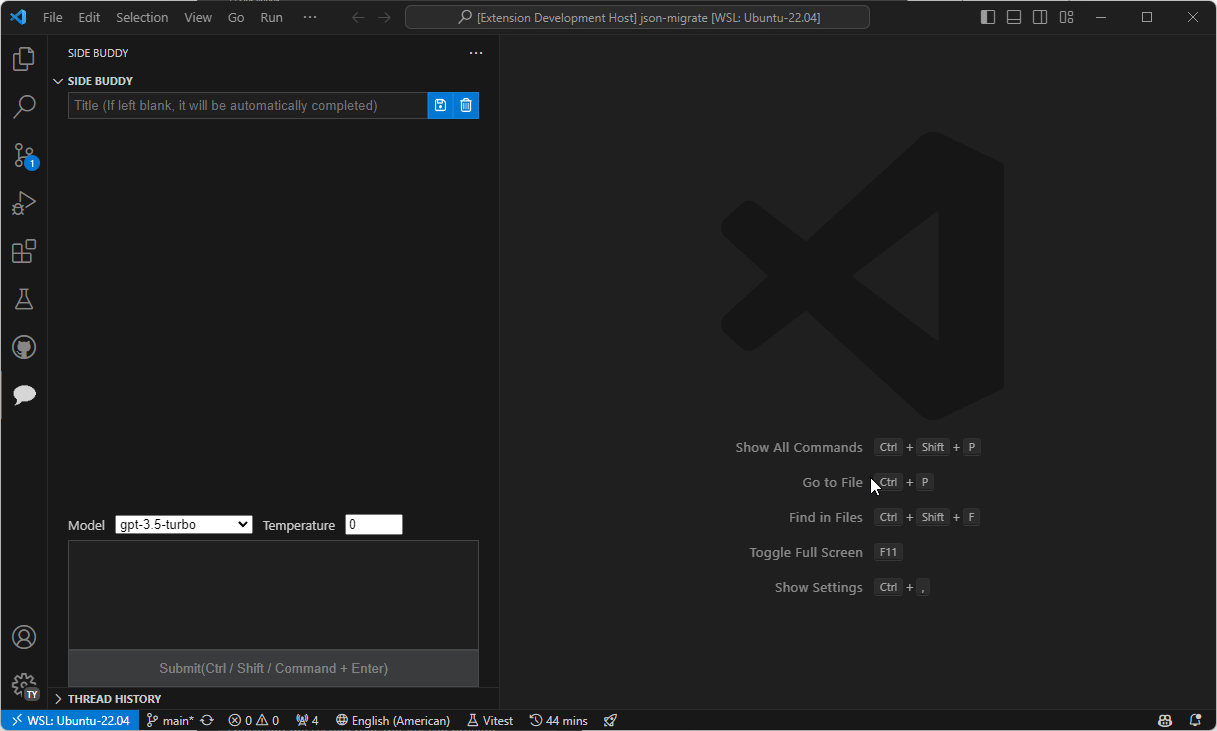 File Edit Selection View Go Run ···
[Extension Development Host] json-migrate [WSL: Ubuntu-22.04]
SIDE BUDDY
SIDE BUDDY
Title (If left blank, it will be automatically completed)
1
Show All Commands Ctrl + Shift + P
Go to File Ctrl + P
Find in Files Ctrl + Shift + F
Toggle Full Screen F11
Show Settings Ctrl + ,
Model gpt-3.5-turbo Temperature 0
Submit(Ctrl / Shift / Command + Enter)
TY
THREAD HISTORY
WSL: Ubuntu-22.04 main* 0 0 4 English (American) Vitest 44 mins